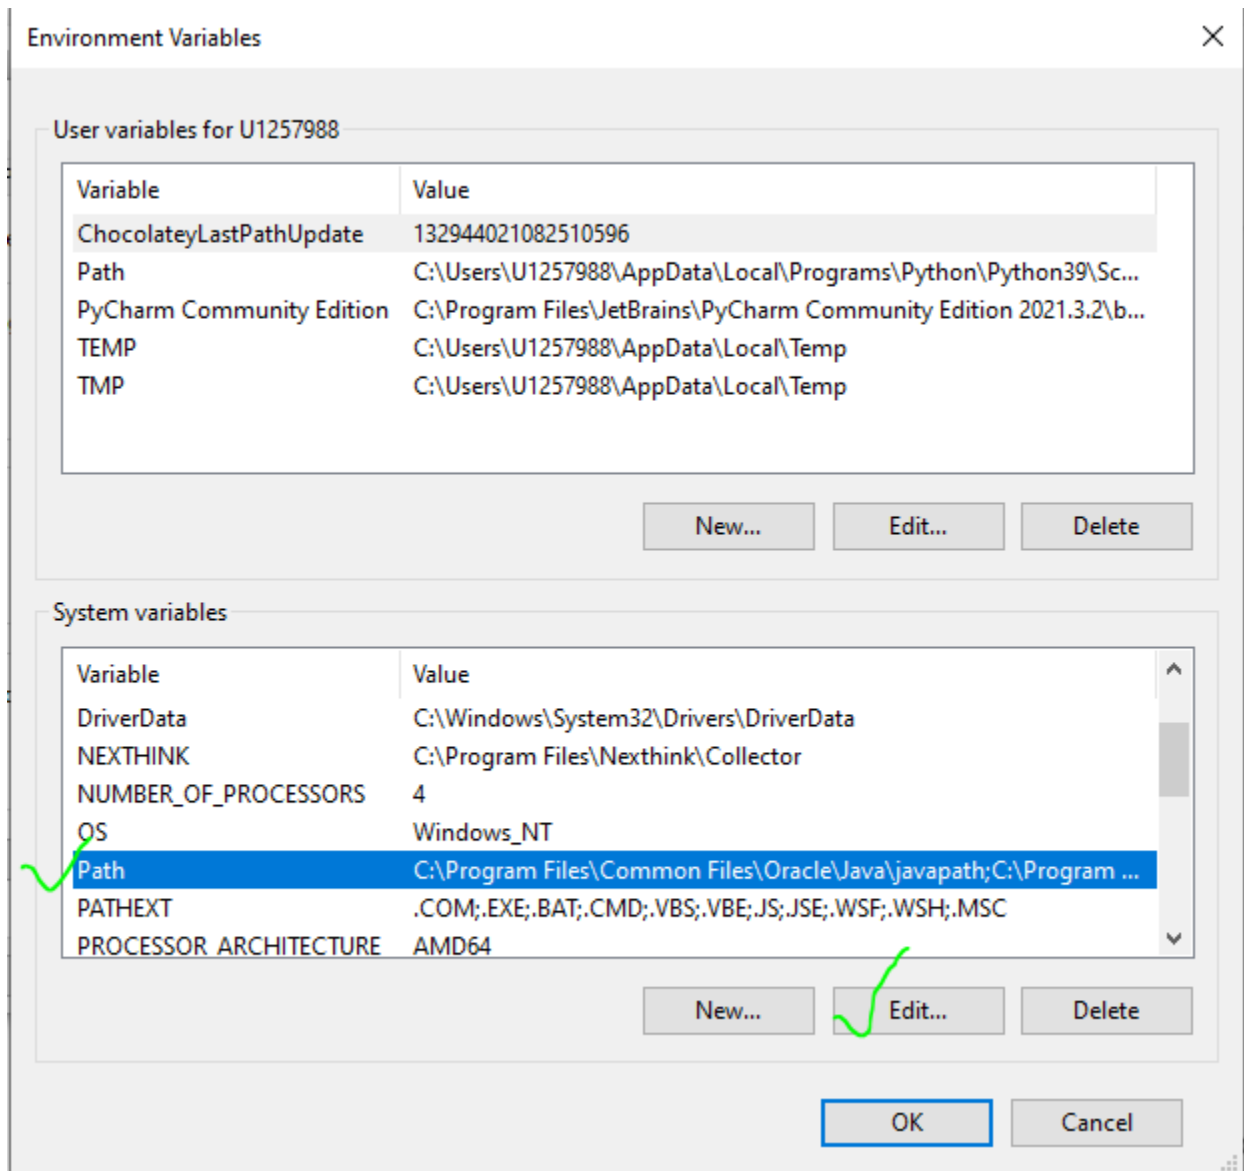 Environment Variables
User variables for U1257988
Variable Value
ChocolateyLastPathUpdate 132944021082510596
Path C:\Users\U1257988\AppData\Local\Programs\Python\Python39\Sc...
PyCharm Community Edition C:\Program Files\JetBrains\PyCharm Community Edition 2021.3.2\b...
TEMP C:\Users\U1257988\AppData\Local\Temp
TMP C:\Users\U1257988\AppData\Local\Temp
New... Edit... Delete
System variables
Variable Value
DriverData C:\Windows\System32\Drivers\DriverData
NEXTHINK C:\Program Files\Nexthink\Collector
NUMBER_OF_PROCESSORS 4
OS Windows_NT
Path C:\Program Files\Common Files\Oracle\Java\javapath;C:\Program ...
PATHEXT .COM;.EXE;.BAT;.CMD;.VBS;.VBE;.JS;.JSE;.WSF;.WSH;.MSC
PROCESSOR_ARCHITECTURE AMD64
New... Edit... Delete
OK Cancel